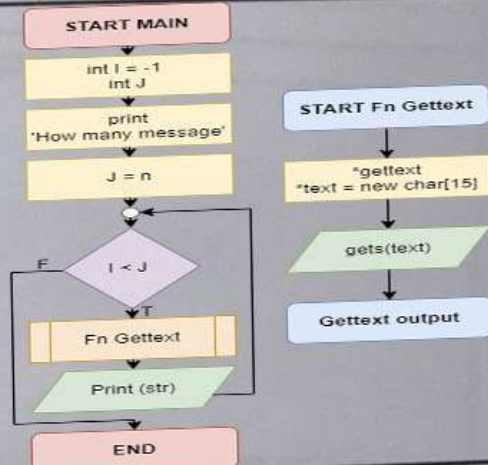 START MAIN
int I = -1
int J
print
'How many message'
J = n
I < J
F
T
Fn Gettext
Print (str)
END
START Fn Gettext
*gettext
*text = new char[15]
gets(text)
Gettext output